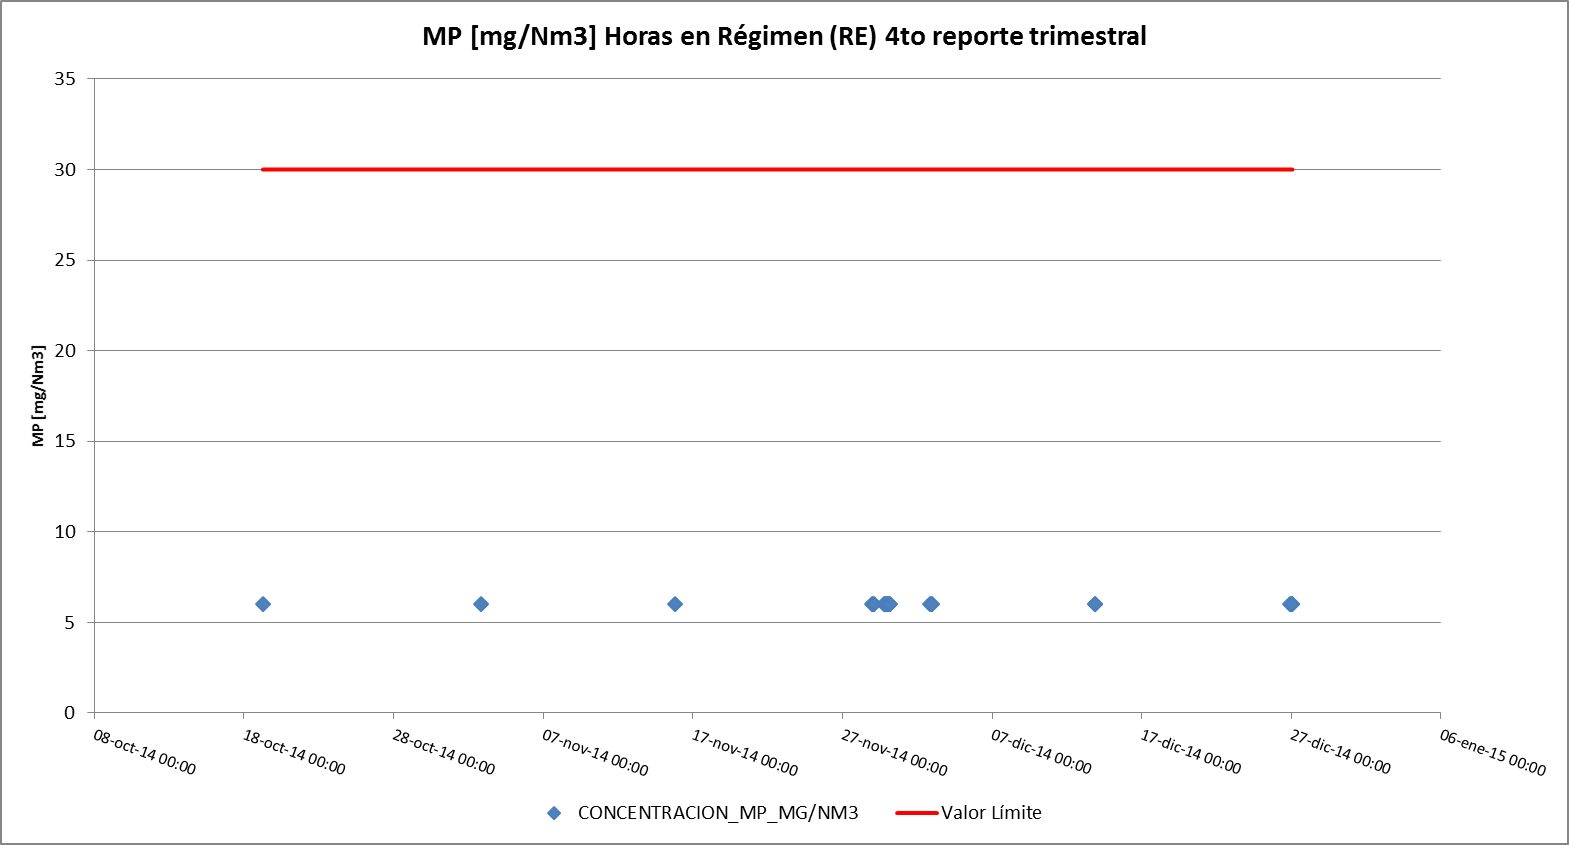 MP [mg/Nm3] Horas en Régimen (RE) 4to reporte trimestral
35
30
25
20
15
10
5
0
MP [mg/Nm3]
08-oct-14 00:00
18-oct-14 00:00
28-oct-14 00:00
07-nov-14 00:00
17-nov-14 00:00
27-nov-14 00:00
07-dic-14 00:00
17-dic-14 00:00
27-dic-14 00:00
06-ene-15 00:00
CONCENTRACION_MP_MG/NM3
Valor Límite